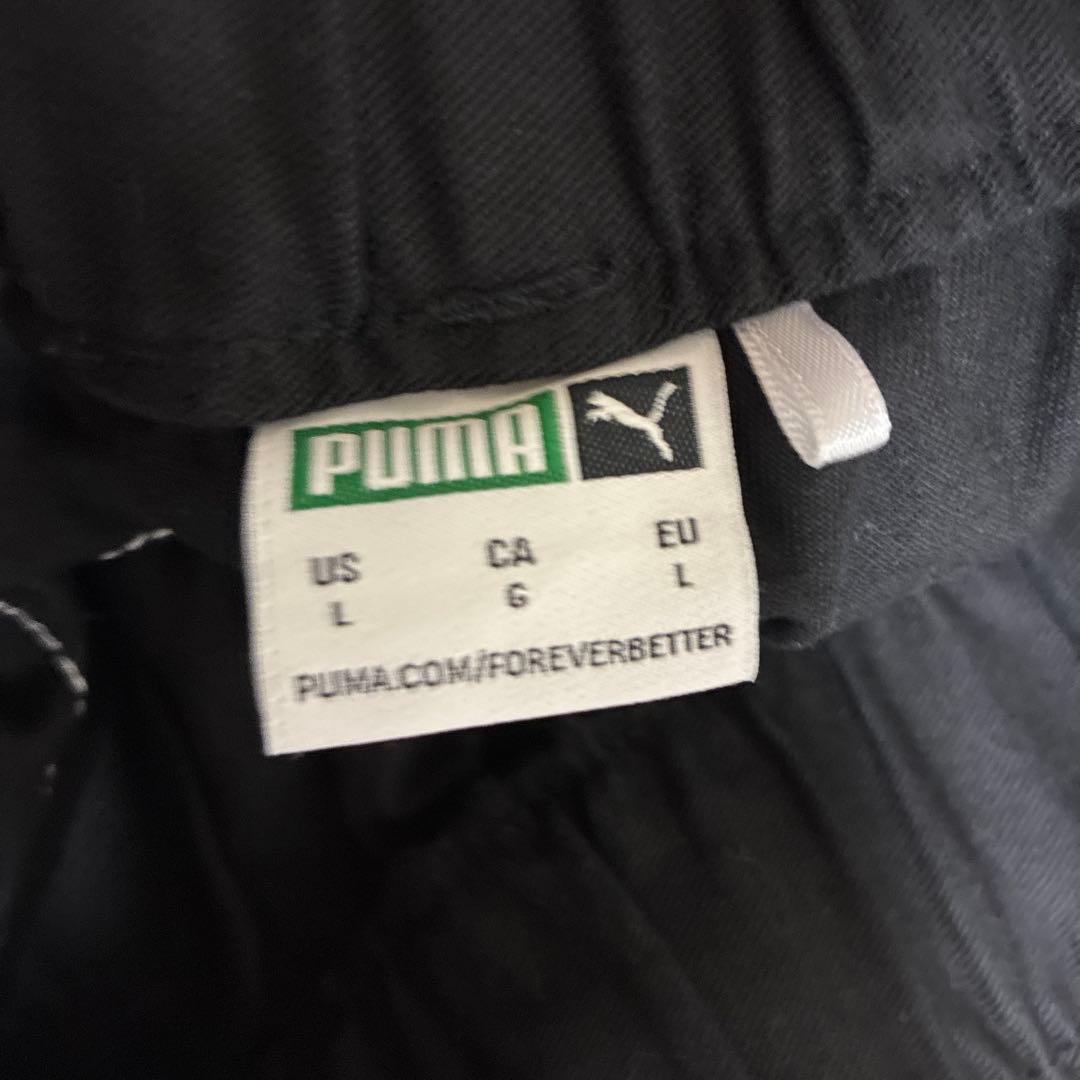 PUMA
US CA EU
L G L
PUMA.COM/FOREVERBETTER